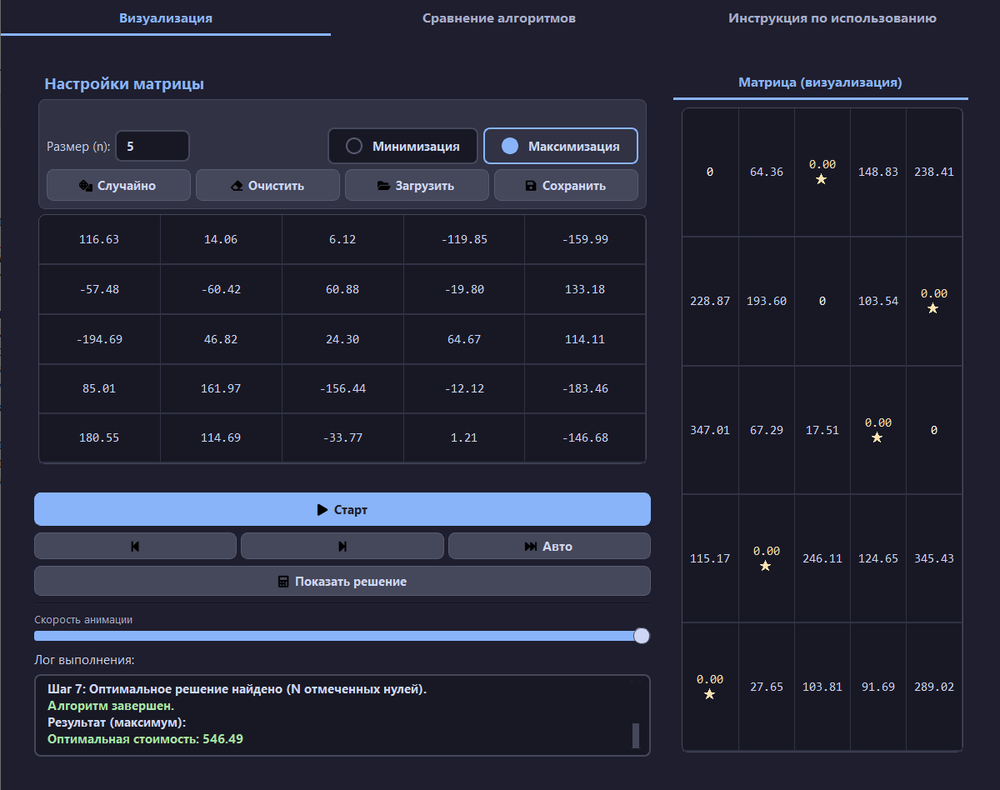 Визуализация
Сравнение алгоритмов
Инструкция по использованию
Настройки матрицы
Размер (n): 5
Минимизация
Максимизация
Случайно
Очистить
Загрузить
Сохранить
116.63 14.06 6.12 -119.85 -159.99
-57.48 -60.42 60.88 -19.80 133.18
-194.69 46.82 24.30 64.67 114.11
85.01 161.97 -156.44 -12.12 -183.46
180.55 114.69 -33.77 1.21 -146.68
Старт
Авто
Показать решение
Скорость анимации
Лог выполнения:
Шаг 7: Оптимальное решение найдено (N отмеченных нулей).
Алгоритм завершен.
Результат (максимум):
Оптимальная стоимость: 546.49
Матрица (визуализация)
0 64.36 0.00 148.83 238.41
228.87 193.60 0 103.54 0.00
347.01 67.29 17.51 0.00 0
115.17 0.00 246.11 124.65 345.43
0.00 27.65 103.81 91.69 289.02